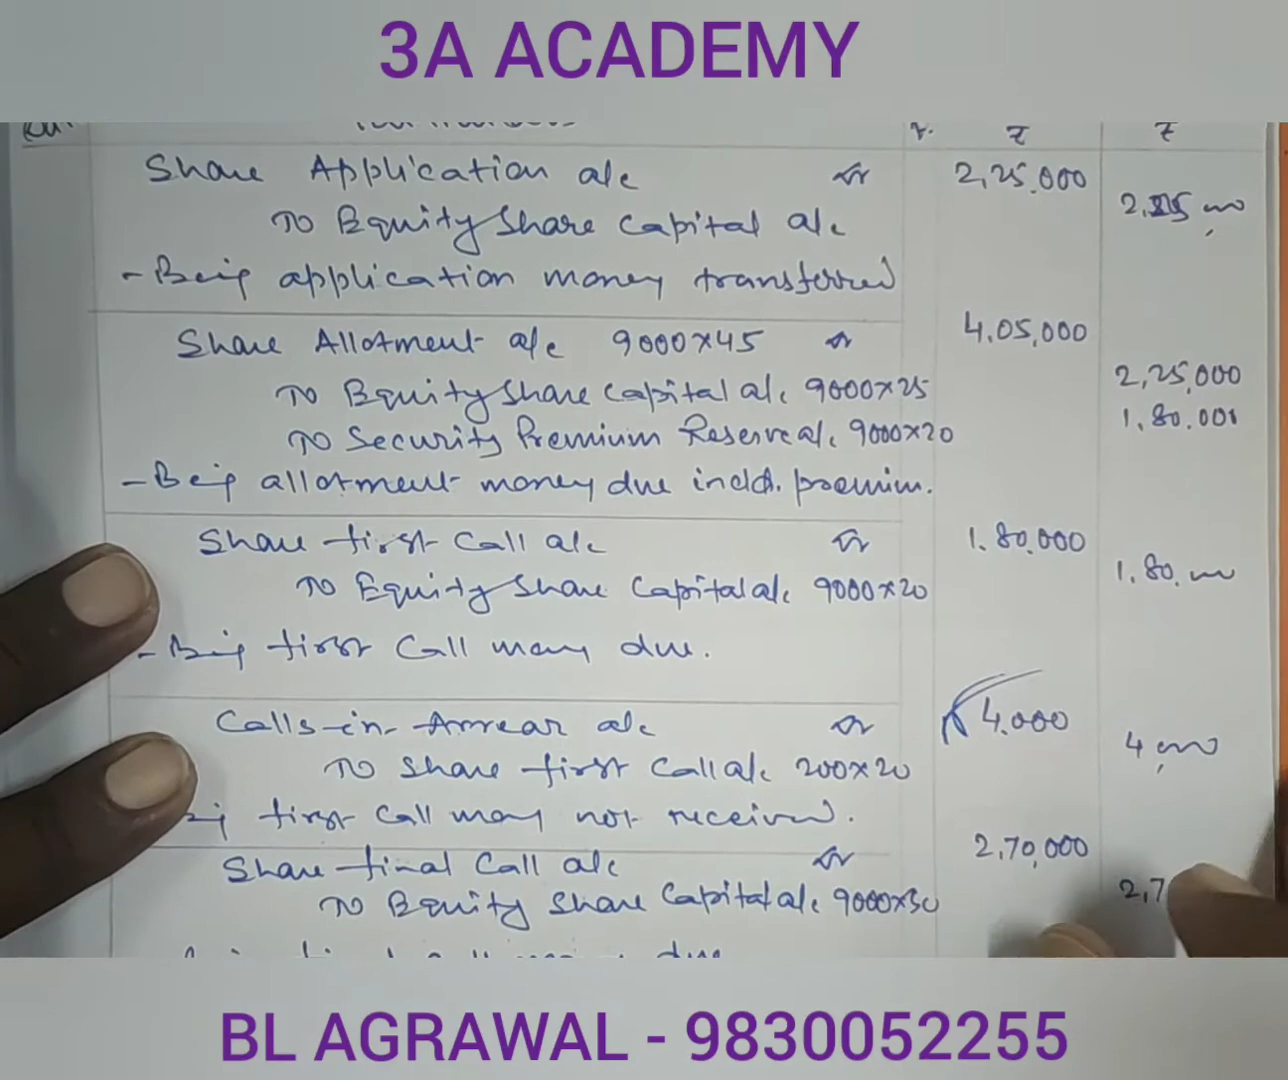 3A ACADEMY
r. ₹ ₹
Share Application a/c Dr 2,25,000
To Equity Share Capital a/c 2,25,000
- Being application money transferred
Share Allotment a/c 9000x45 Dr 4,05,000
To Equity Share Capital a/c 9000x25 2,25,000
To Security Premium Reserve a/c 9000x20 1,80,000
- Being allotment money due incld. premium.
Share first Call a/c Dr 1,80,000
To Equity Share Capital a/c 9000x20 1,80,000
- Being first Call money due.
Calls-in-Arrear a/c Dr 4,000
To Share first Call a/c 200x20 4,000
first Call money not received.
Share final Call a/c Dr 2,70,000
To Equity Share Capital a/c 9000x30 2,7
due
BL AGRAWAL - 9830052255